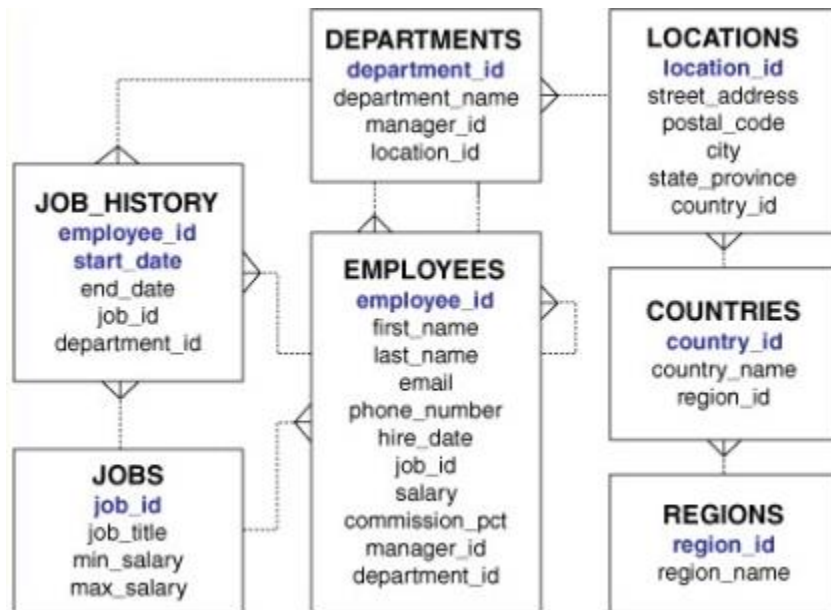 DEPARTMENTS
department_id
department_name
manager_id
location_id
LOCATIONS
location_id
street_address
postal_code
city
state_province
country_id
JOB_HISTORY
employee_id
start_date
end_date
job_id
department_id
EMPLOYEES
employee_id
first_name
last_name
email
phone_number
hire_date
job_id
salary
commission_pct
manager_id
department_id
COUNTRIES
country_id
country_name
region_id
JOBS
job_id
job_title
min_salary
max_salary
REGIONS
region_id
region_name